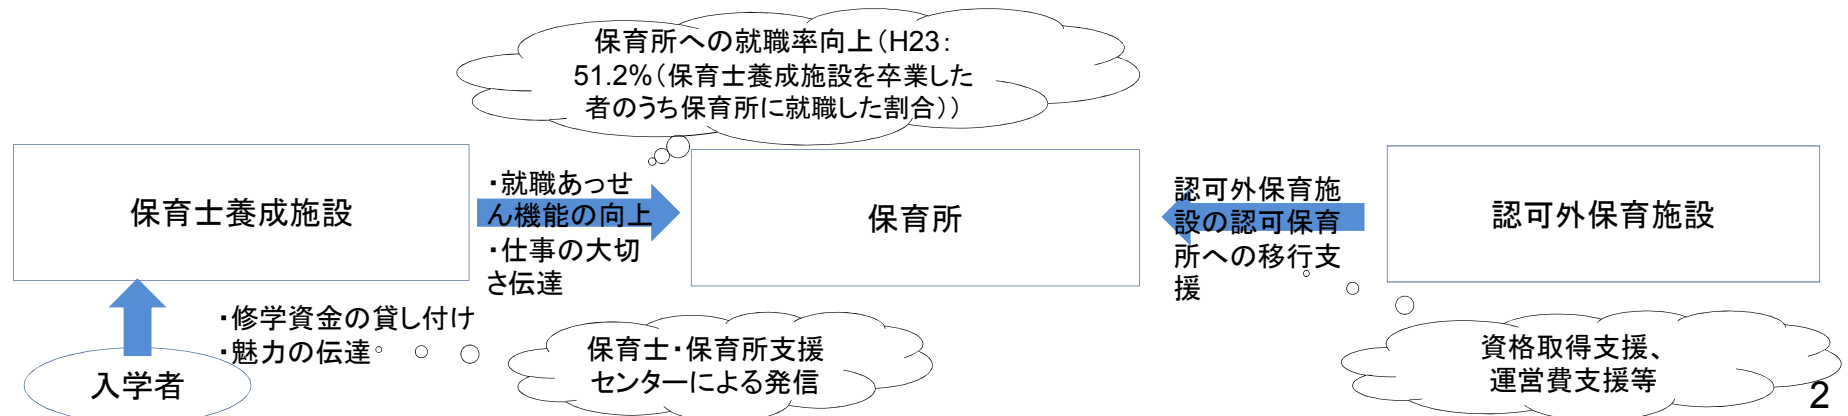 保育所への就職率向上(H23:
51.2%(保育士養成施設を卒業した
者のうち保育所に就職した割合))
保育士養成施設
・就職あっせ
ん機能の向上
・仕事の大切
さ伝達
保育所
認可外保育施
設の認可保育
所への移行支
援
認可外保育施設
・修学資金の貸し付け
・魅力の伝達
入学者
保育士・保育所支援
センターによる発信
資格取得支援、
運営費支援等
2